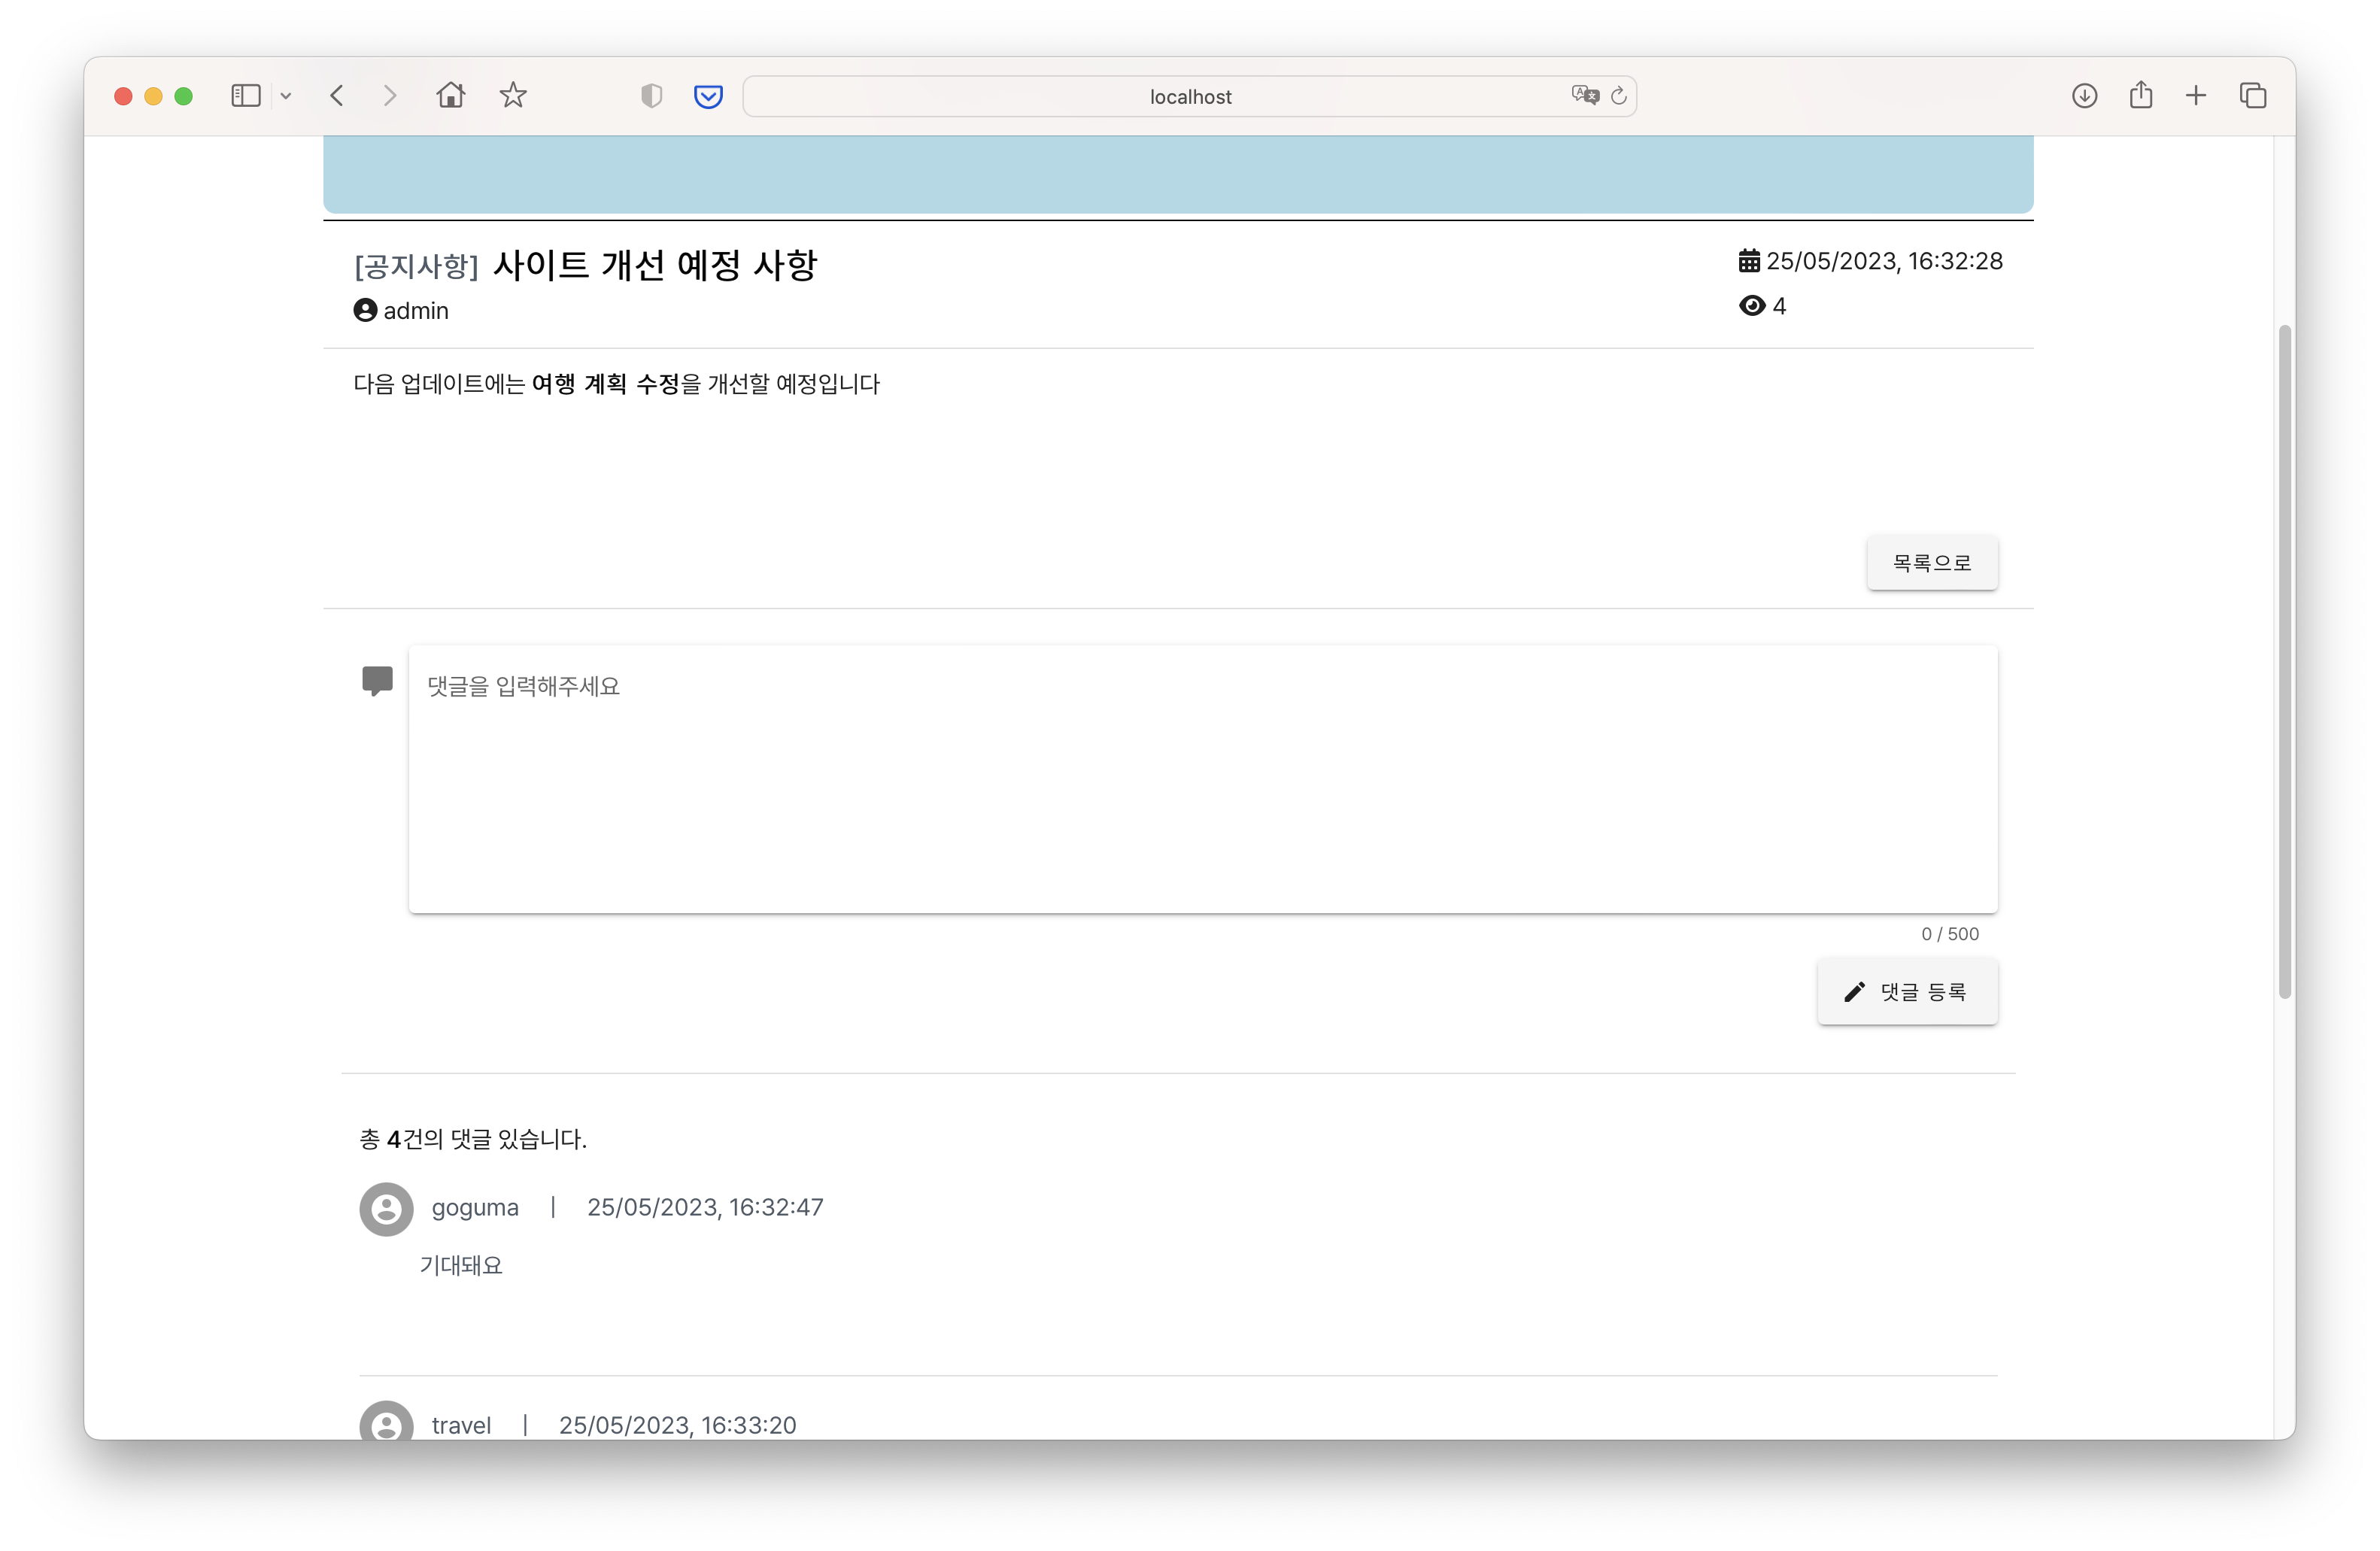 localhost
[공지사항] 사이트 개선 예정 사항
25/05/2023, 16:32:28
admin
4
다음 업데이트에는 여행 계획 수정을 개선할 예정입니다
목록으로
댓글을 입력해주세요
0 / 500
댓글 등록
총 4건의 댓글 있습니다.
goguma | 25/05/2023, 16:32:47
기대돼요
travel | 25/05/2023, 16:33:20